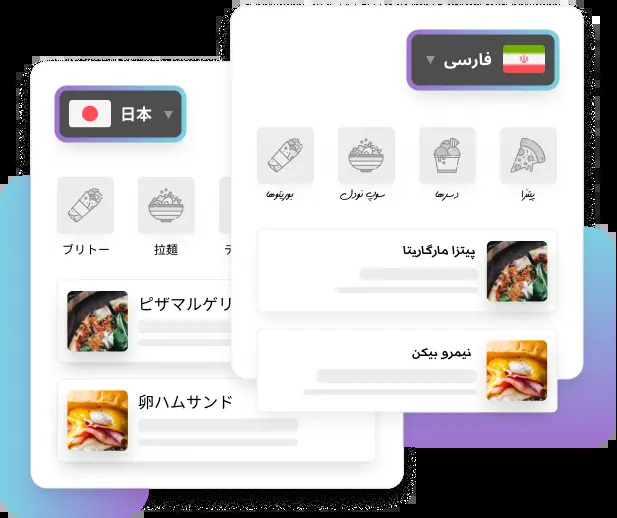 日本
ブリトー
拉麺
デ
ピザマルゲリ
卵ハムサンド
فارسی
پیتزا
دسرها
سوپ نودل
بوریتوها
پیتزا مارگاریتا
نیمرو بیکن